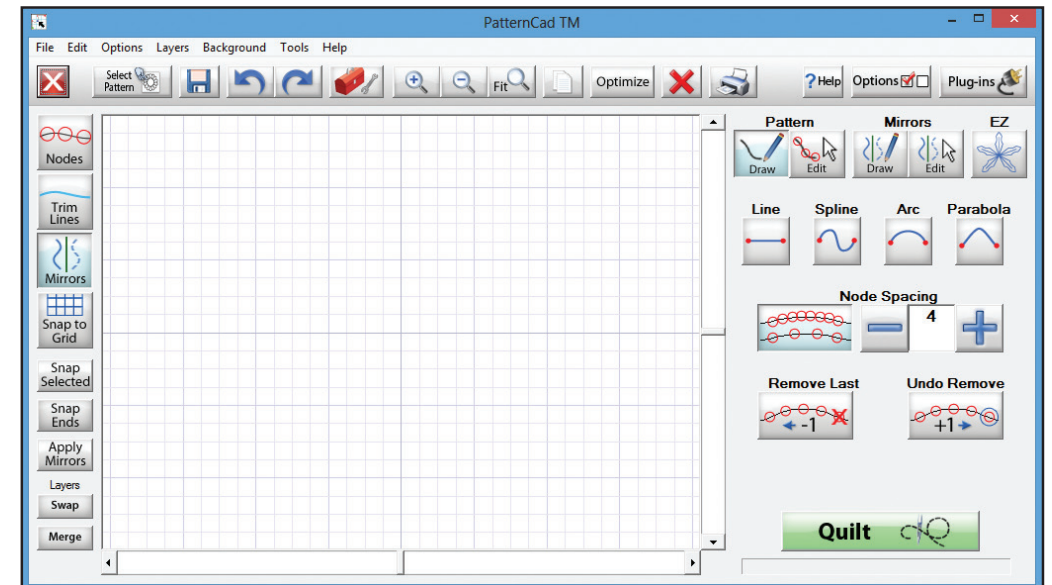 PatternCad TM
File Edit Options Layers Background Tools Help
Select Pattern Fit Optimize ?Help Options Plug-ins
Nodes
Trim Lines
Mirrors
Snap to Grid
Snap Selected
Snap Ends
Apply Mirrors
Layers
Swap
Merge
Pattern Mirrors EZ
Draw Edit Draw Edit
Line Spline Arc Parabola
Node Spacing
4
Remove Last Undo Remove
-1 +1
Quilt